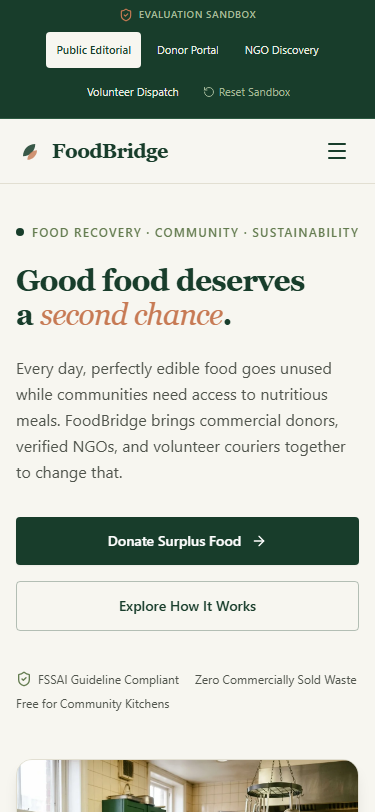 EVALUATION SANDBOX
Public Editorial Donor Portal NGO Discovery
Volunteer Dispatch Reset Sandbox
FoodBridge
FOOD RECOVERY · COMMUNITY · SUSTAINABILITY
Good food deserves
a second chance.
Every day, perfectly edible food goes unused
while communities need access to nutritious
meals. FoodBridge brings commercial donors,
verified NGOs, and volunteer couriers together
to change that.
Donate Surplus Food →
Explore How It Works
FSSAI Guideline Compliant Zero Commercially Sold Waste
Free for Community Kitchens